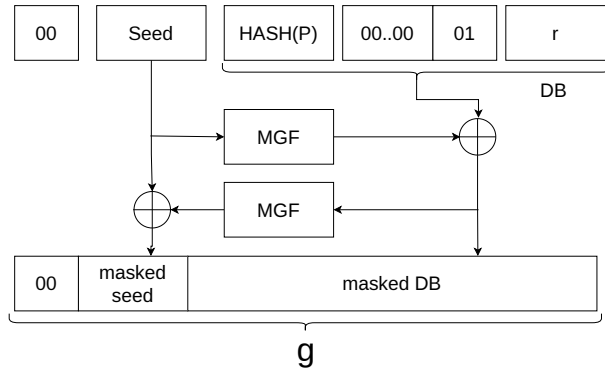 00 Seed HASH(P) 00..00 01 r
DB
MGF
MGF
00 masked seed masked DB
g